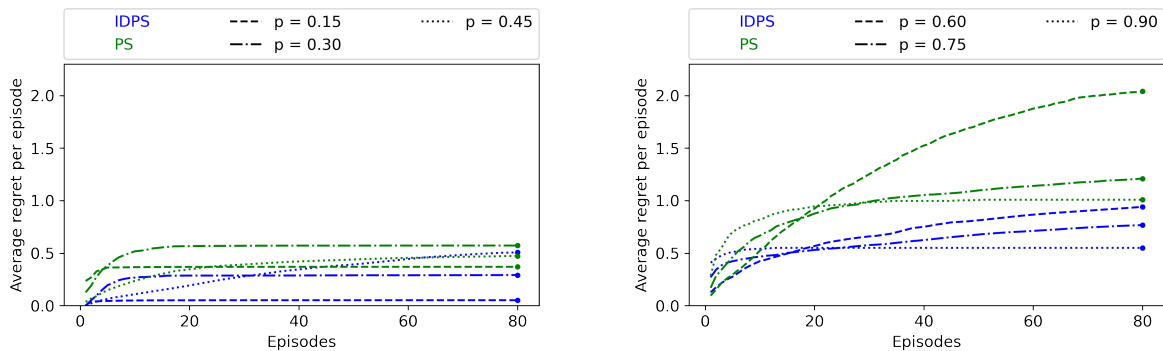 IDPS p = 0.15 p = 0.45
PS p = 0.30
Average regret per episode
2.0
1.5
1.0
0.5
0.0
0 20 40 60 80
Episodes
IDPS p = 0.60 p = 0.90
PS p = 0.75
Average regret per episode
2.0
1.5
1.0
0.5
0.0
0 20 40 60 80
Episodes